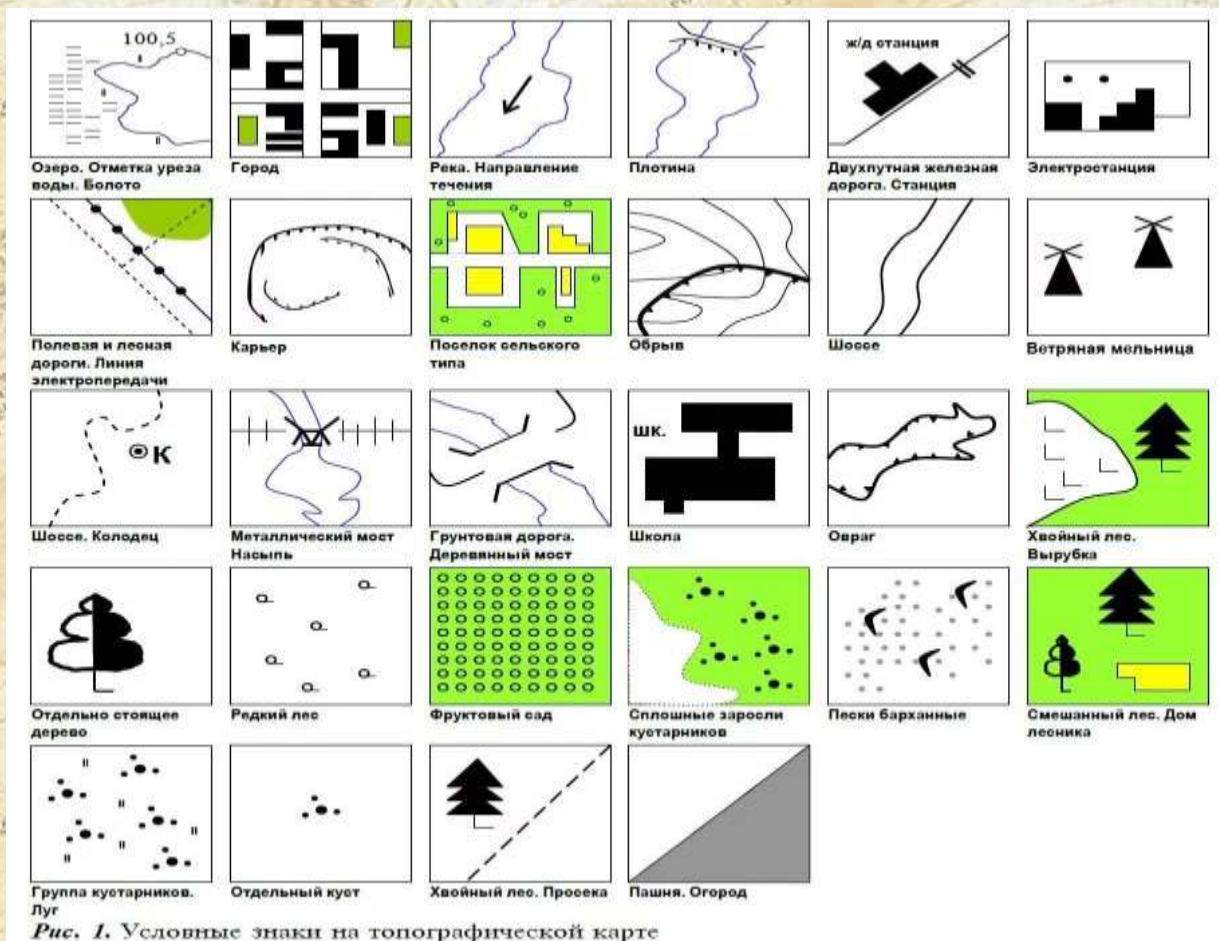 100,5
ж/д станция
Озеро. Отметка уреза
воды. Болото
Город
Река. Направление
течения
Плотина
Двухпутная железная
дорога. Станция
Электростанция
Полевая и лесная
дороги. Линия
электропередачи
Карьер
Поселок сельского
типа
Обрыв
Шоссе
Ветряная мельница
К
шк.
Шоссе. Колодец
Металлический мост
Насыпь
Грунтовая дорога.
Деревянный мост
Школа
Овраг
Хвойный лес.
Вырубка
Отдельно стоящее
дерево
Редкий лес
Фруктовый сад
Сплошные заросли
кустарников
Пески барханные
Смешанный лес. Дом
лесника
Группа кустарников.
Луг
Отдельный куст
Хвойный лес. Просека
Пашня. Огород
Рис. 1. Условные знаки на топографической карте